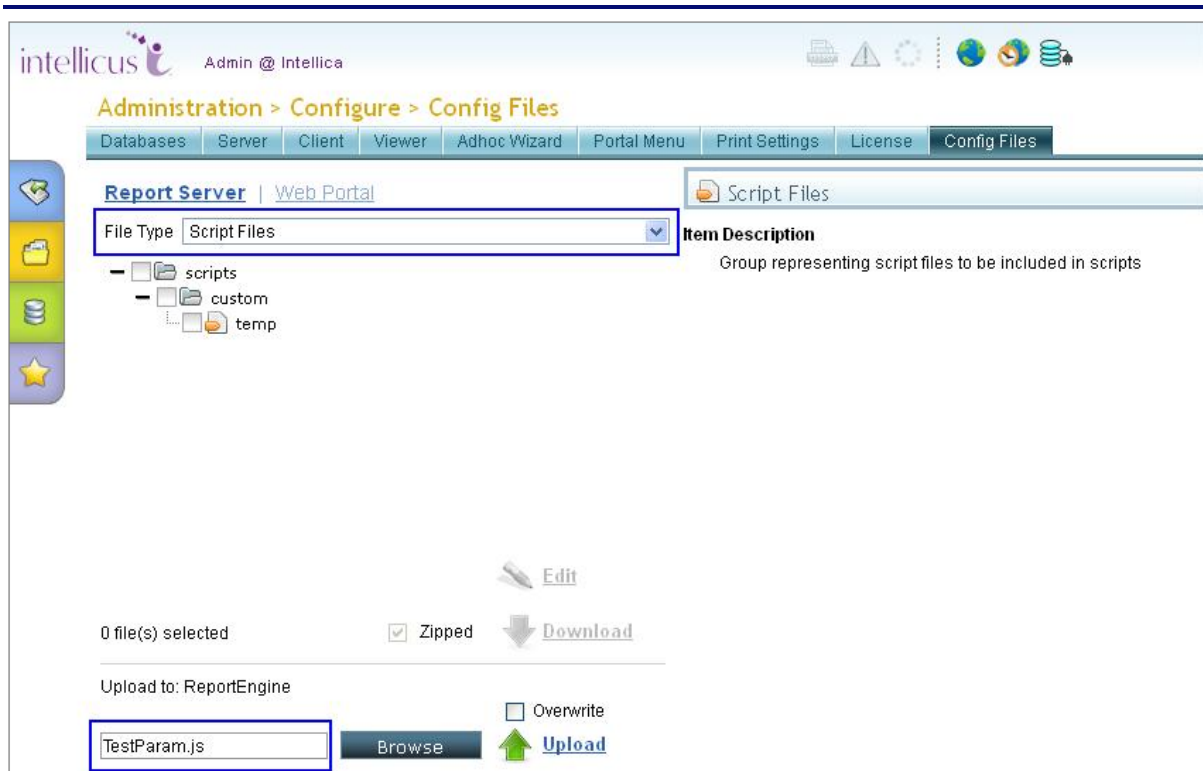 intellicus
Admin @ Intellica
Administration > Configure > Config Files
Databases Server Client Viewer Adhoc Wizard Portal Menu Print Settings License Config Files
Report Server | Web Portal
Script Files
File Type Script Files
Item Description
Group representing script files to be included in scripts
scripts
custom
temp
Edit
0 file(s) selected Zipped Download
Upload to: ReportEngine
Overwrite
TestParam.js Browse Upload